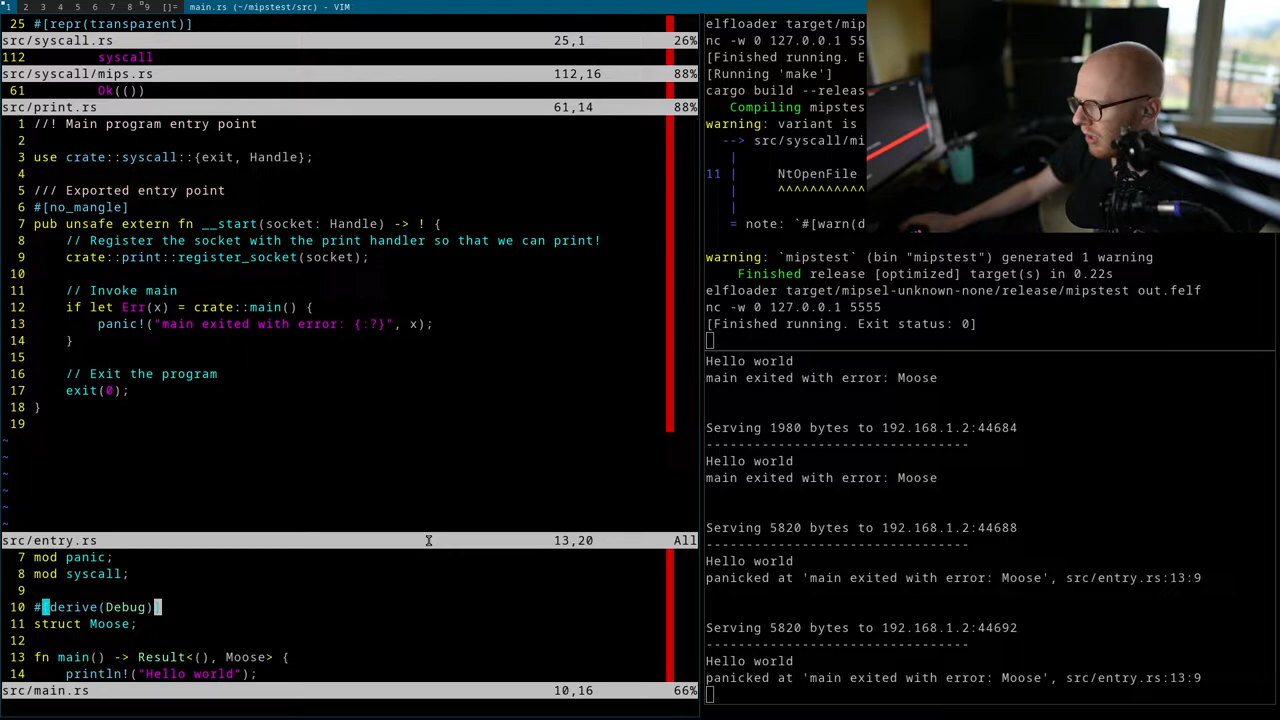 1 2 3 4 5 6 7 8 9 []= main.rs (~/mipstest/src) - VIM
25 #[repr(transparent)]
src/syscall.rs 25,1 26%
112 syscall
src/syscall/mips.rs 112,16 88%
61 Ok(())
src/print.rs 61,14 88%
1 //! Main program entry point
2
3 use crate::syscall::{exit, Handle};
4
5 /// Exported entry point
6 #[no_mangle]
7 pub unsafe extern fn __start(socket: Handle) -> ! {
8 // Register the socket with the print handler so that we can print!
9 crate::print::register_socket(socket);
10
11 // Invoke main
12 if let Err(x) = crate::main() {
13 panic!("main exited with error: {:?}", x);
14 }
15
16 // Exit the program
17 exit(0);
18 }
19
~
~
~
~
~
~
src/entry.rs 13,20 All
7 mod panic;
8 mod syscall;
9
10 #[derive(Debug)]
11 struct Moose;
12
13 fn main() -> Result<(), Moose> {
14 println!("Hello world");
src/main.rs 10,16 66%
elfloader target/mip
nc -w 0 127.0.0.1 555
[Finished running. E
[Running 'make']
cargo build --releas
Compiling mipstes
warning: variant is
--> src/syscall/mi
|
11 | NtOpenFile
| ^^^^^^^^^^^
|
= note: `#[warn(d
warning: `mipstest` (bin "mipstest") generated 1 warning
Finished release [optimized] target(s) in 0.22s
elfloader target/mipsel-unknown-none/release/mipstest out.felf
nc -w 0 127.0.0.1 5555
[Finished running. Exit status: 0]
Hello world
main exited with error: Moose
Serving 1980 bytes to 192.168.1.2:44684
---------------------------------
Hello world
main exited with error: Moose
Serving 5820 bytes to 192.168.1.2:44688
---------------------------------
Hello world
panicked at 'main exited with error: Moose', src/entry.rs:13:9
Serving 5820 bytes to 192.168.1.2:44692
---------------------------------
Hello world
panicked at 'main exited with error: Moose', src/entry.rs:13:9